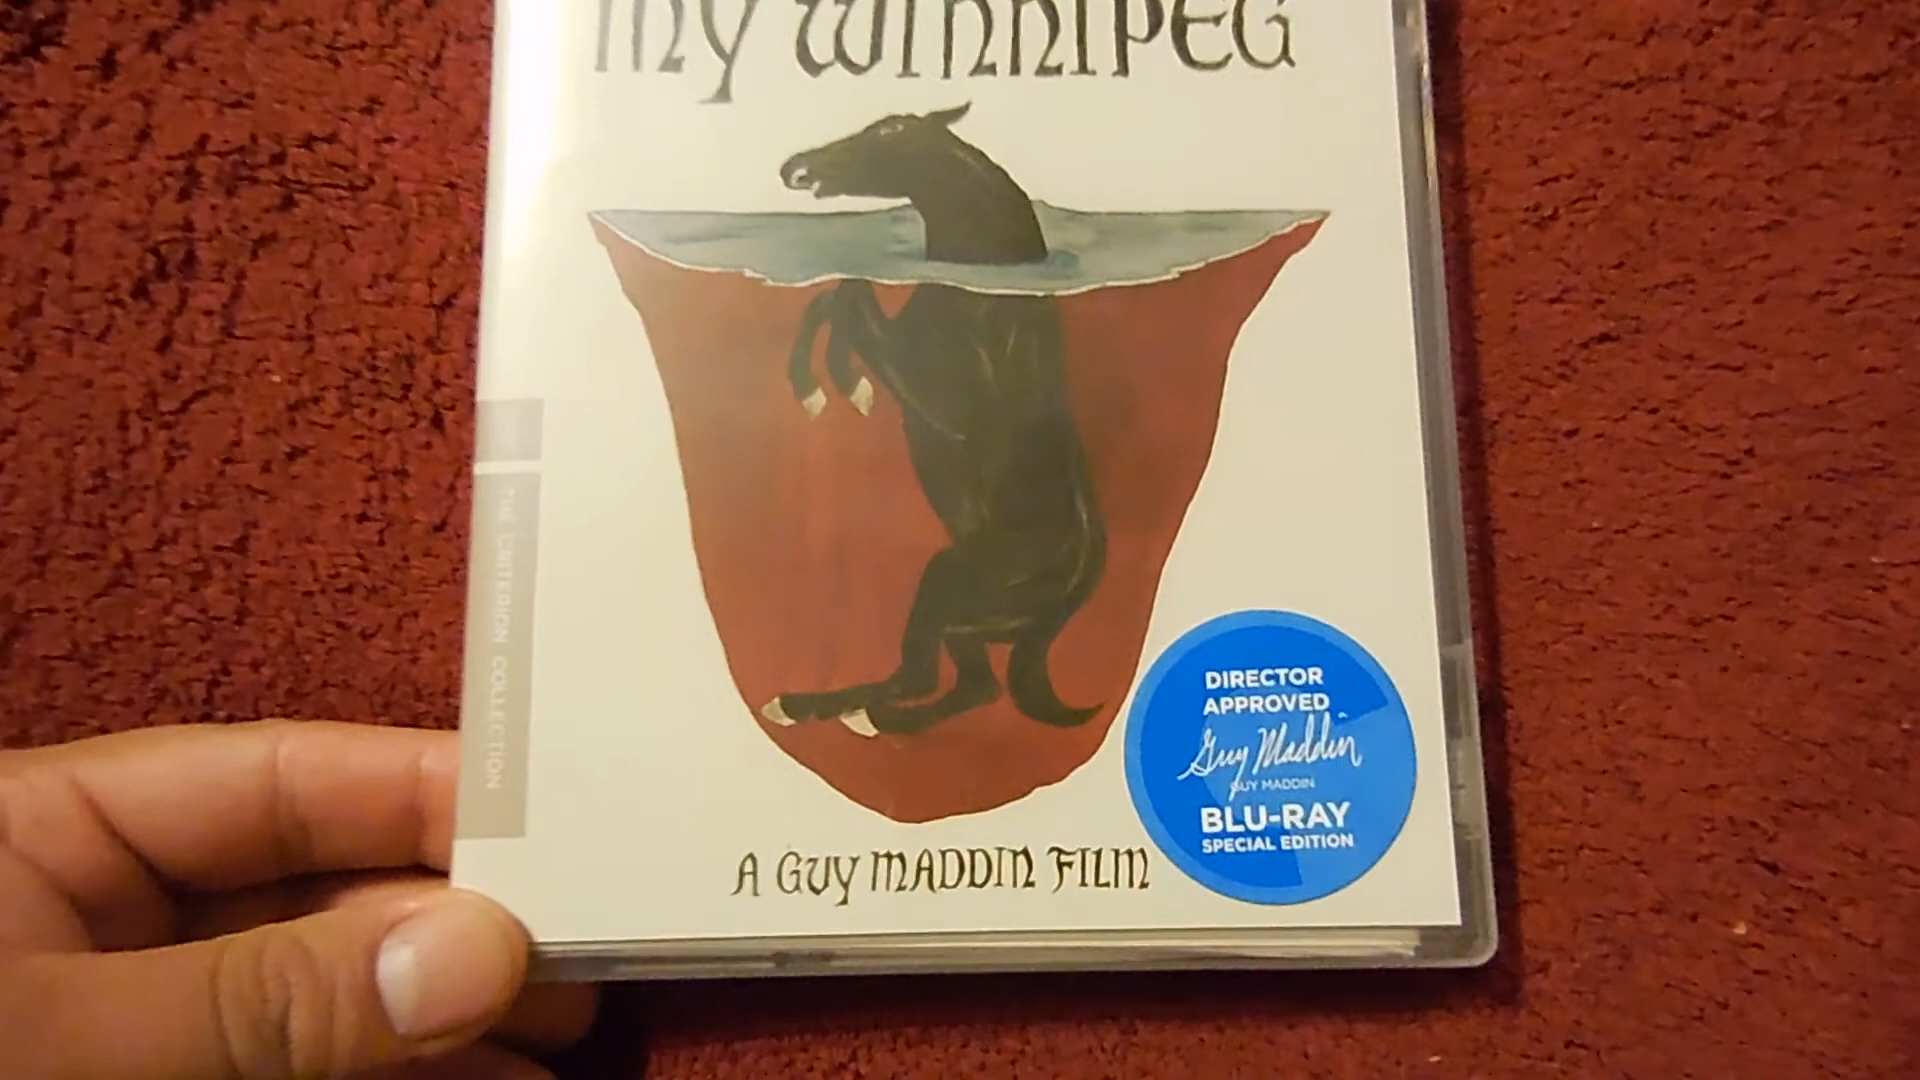 MY WINNIPEG
THE CRITERION COLLECTION
DIRECTOR
APPROVED
Guy Maddin
GUY MADDIN
BLU-RAY
SPECIAL EDITION
A GUY MADDIN FILM